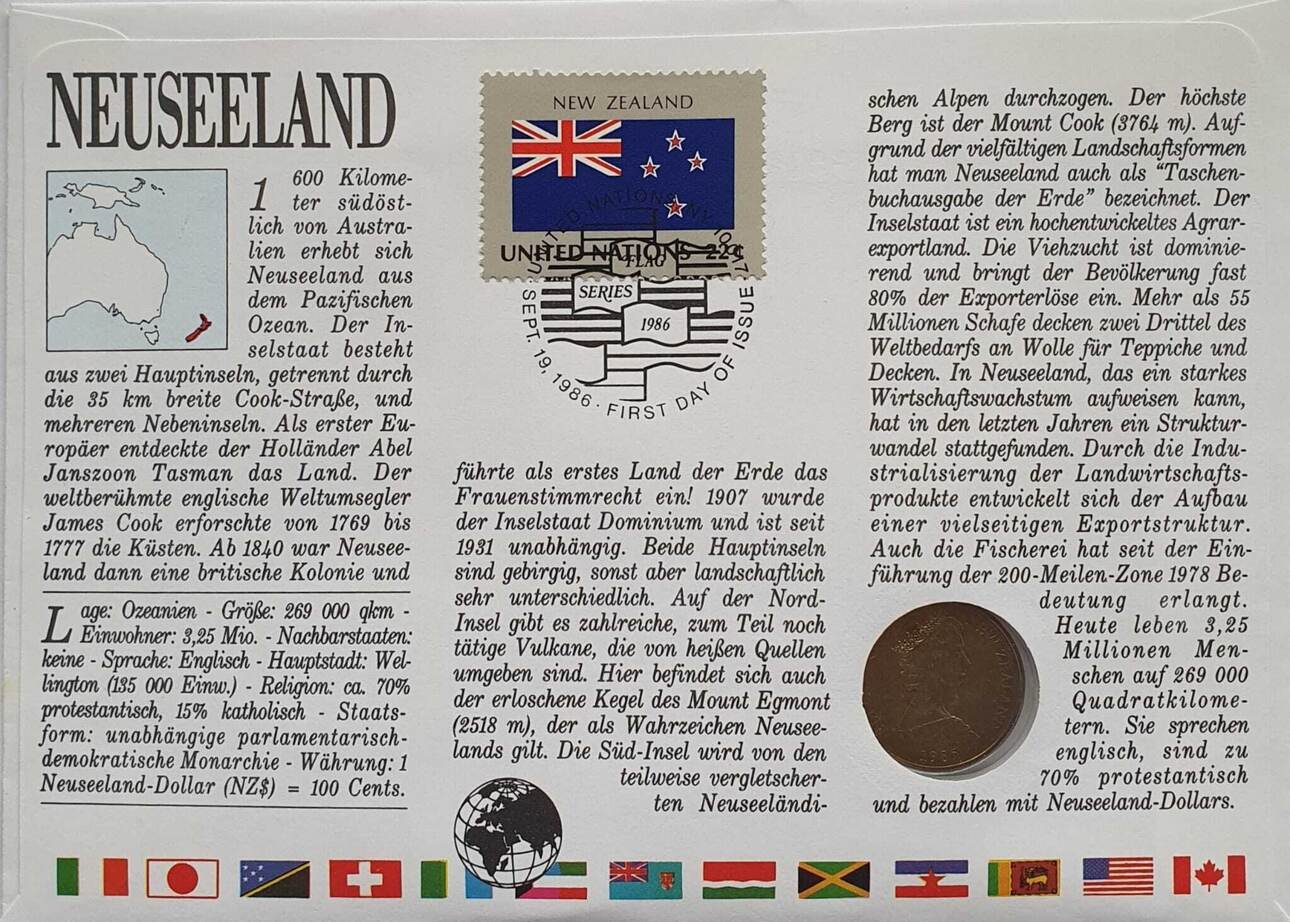 NEUSEELAND
1 600 Kilome-
ter südöst-
lich von Austra-
lien erhebt sich
Neuseeland aus
dem Pazifischen
Ozean. Der In-
selstaat besteht
aus zwei Hauptinseln, getrennt durch
die 35 km breite Cook-Straße, und
mehreren Nebeninseln. Als erster Eu-
ropäer entdeckte der Holländer Abel
Janszoon Tasman das Land. Der
weltberühmte englische Weltumsegler
James Cook erforschte von 1769 bis
1777 die Küsten. Ab 1840 war Neusee-
land dann eine britische Kolonie und
Lage: Ozeanien - Größe: 269 000 qkm -
Einwohner: 3,25 Mio. - Nachbarstaaten:
keine - Sprache: Englisch - Hauptstadt: Wel-
lington (135 000 Einw.) - Religion: ca. 70%
protestantisch, 15% katholisch - Staats-
form: unabhängige parlamentarisch-
demokratische Monarchie - Währung: 1
Neuseeland-Dollar (NZ$) = 100 Cents.
NEW ZEALAND
UNITED NATIONS 22¢
UNITED NATIONS, NY 10017
FLAG
SERIES
1986
SEPT. 19, 1986 · FIRST DAY OF ISSUE
führte als erstes Land der Erde das
Frauenstimmrecht ein! 1907 wurde
der Inselstaat Dominium und ist seit
1931 unabhängig. Beide Hauptinseln
sind gebirgig, sonst aber landschaftlich
sehr unterschiedlich. Auf der Nord-
Insel gibt es zahlreiche, zum Teil noch
tätige Vulkane, die von heißen Quellen
umgeben sind. Hier befindet sich auch
der erloschene Kegel des Mount Egmont
(2518 m), der als Wahrzeichen Neusee-
lands gilt. Die Süd-Insel wird von den
teilweise vergletscher-
ten Neuseeländi-
schen Alpen durchzogen. Der höchste
Berg ist der Mount Cook (3764 m). Auf-
grund der vielfältigen Landschaftsformen
hat man Neuseeland auch als "Taschen-
buchausgabe der Erde" bezeichnet. Der
Inselstaat ist ein hochentwickeltes Agrar-
exportland. Die Viehzucht ist dominie-
rend und bringt der Bevölkerung fast
80% der Exporterlöse ein. Mehr als 55
Millionen Schafe decken zwei Drittel des
Weltbedarfs an Wolle für Teppiche und
Decken. In Neuseeland, das ein starkes
Wirtschaftswachstum aufweisen kann,
hat in den letzten Jahren ein Struktur-
wandel stattgefunden. Durch die Indu-
strialisierung der Landwirtschafts-
produkte entwickelt sich der Aufbau
einer vielseitigen Exportstruktur.
Auch die Fischerei hat seit der Ein-
führung der 200-Meilen-Zone 1978 Be-
deutung erlangt.
Heute leben 3,25
Millionen Men-
schen auf 269 000
Quadratkilome-
tern. Sie sprechen
englisch, sind zu
70% protestantisch
und bezahlen mit Neuseeland-Dollars.